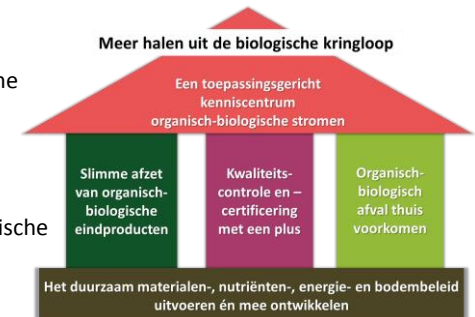 Meer halen uit de biologische kringloop
ne
Een toepassingsgericht
kenniscentrum
organisch-biologische stromen
Slimme afzet
van organisch-
biologische
eindproducten
Kwaliteits-
controle en –
certificering
met een plus
Organisch-
biologisch
afval thuis
voorkomen
ische
Het duurzaam materialen-, nutriënten-, energie- en bodembeleid
uitvoeren én mee ontwikkelen